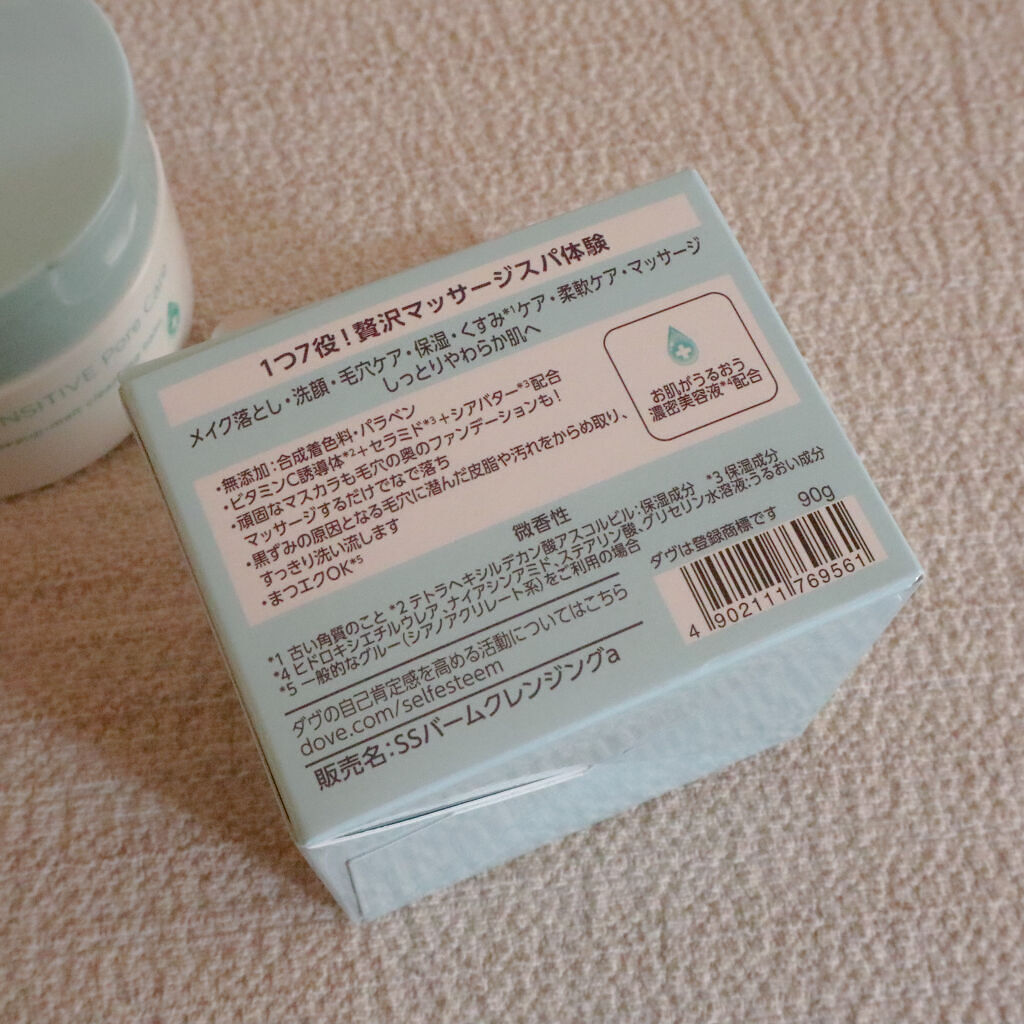 NSITIVE Pore Care
1つ7役！贅沢マッサージスパ体験
メイク落とし・洗顔・毛穴ケア・保湿・くすみ*1ケア・柔軟ケア・マッサージ
しっとりやわらか肌へ
・無添加：合成着色料・パラベン
・ビタミンC誘導体*2＋セラミド*3＋シアバター*3配合
・頑固なマスカラも毛穴の奥のファンデーションも！
マッサージするだけでなで落ち
・黒ずみの原因となる毛穴に潜んだ皮脂や汚れをからめ取り、
すっきり洗い流します
・まつエクOK*5
お肌がうるおう
濃密美容液*4配合
微香性
*1 古い角質のこと *2 テトラヘキシルデカン酸アスコルビル：保湿成分 *3 保湿成分
*4 ヒドロキシエチルウレア、ナイアシンアミド、ステアリン酸、グリセリン水溶液：うるおい成分
*5 一般的なグルー（シアノアクリレート系）をご利用の場合
ダヴは登録商標です 90g
4 902111 769561
ダヴの自己肯定感を高める活動についてはこちら
dove.com/selfesteem
販売名：SSバームクレンジングa